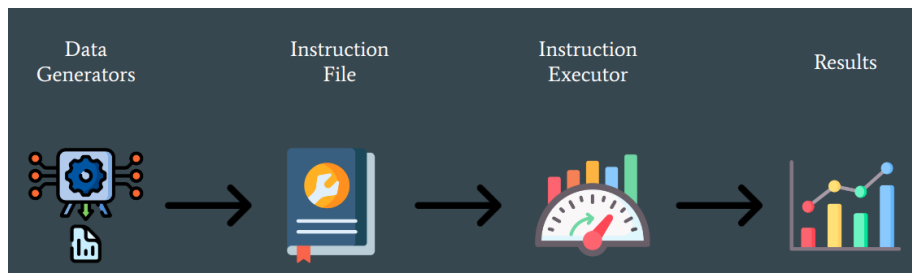 Data
Generators
Instruction
File
Instruction
Executor
Results